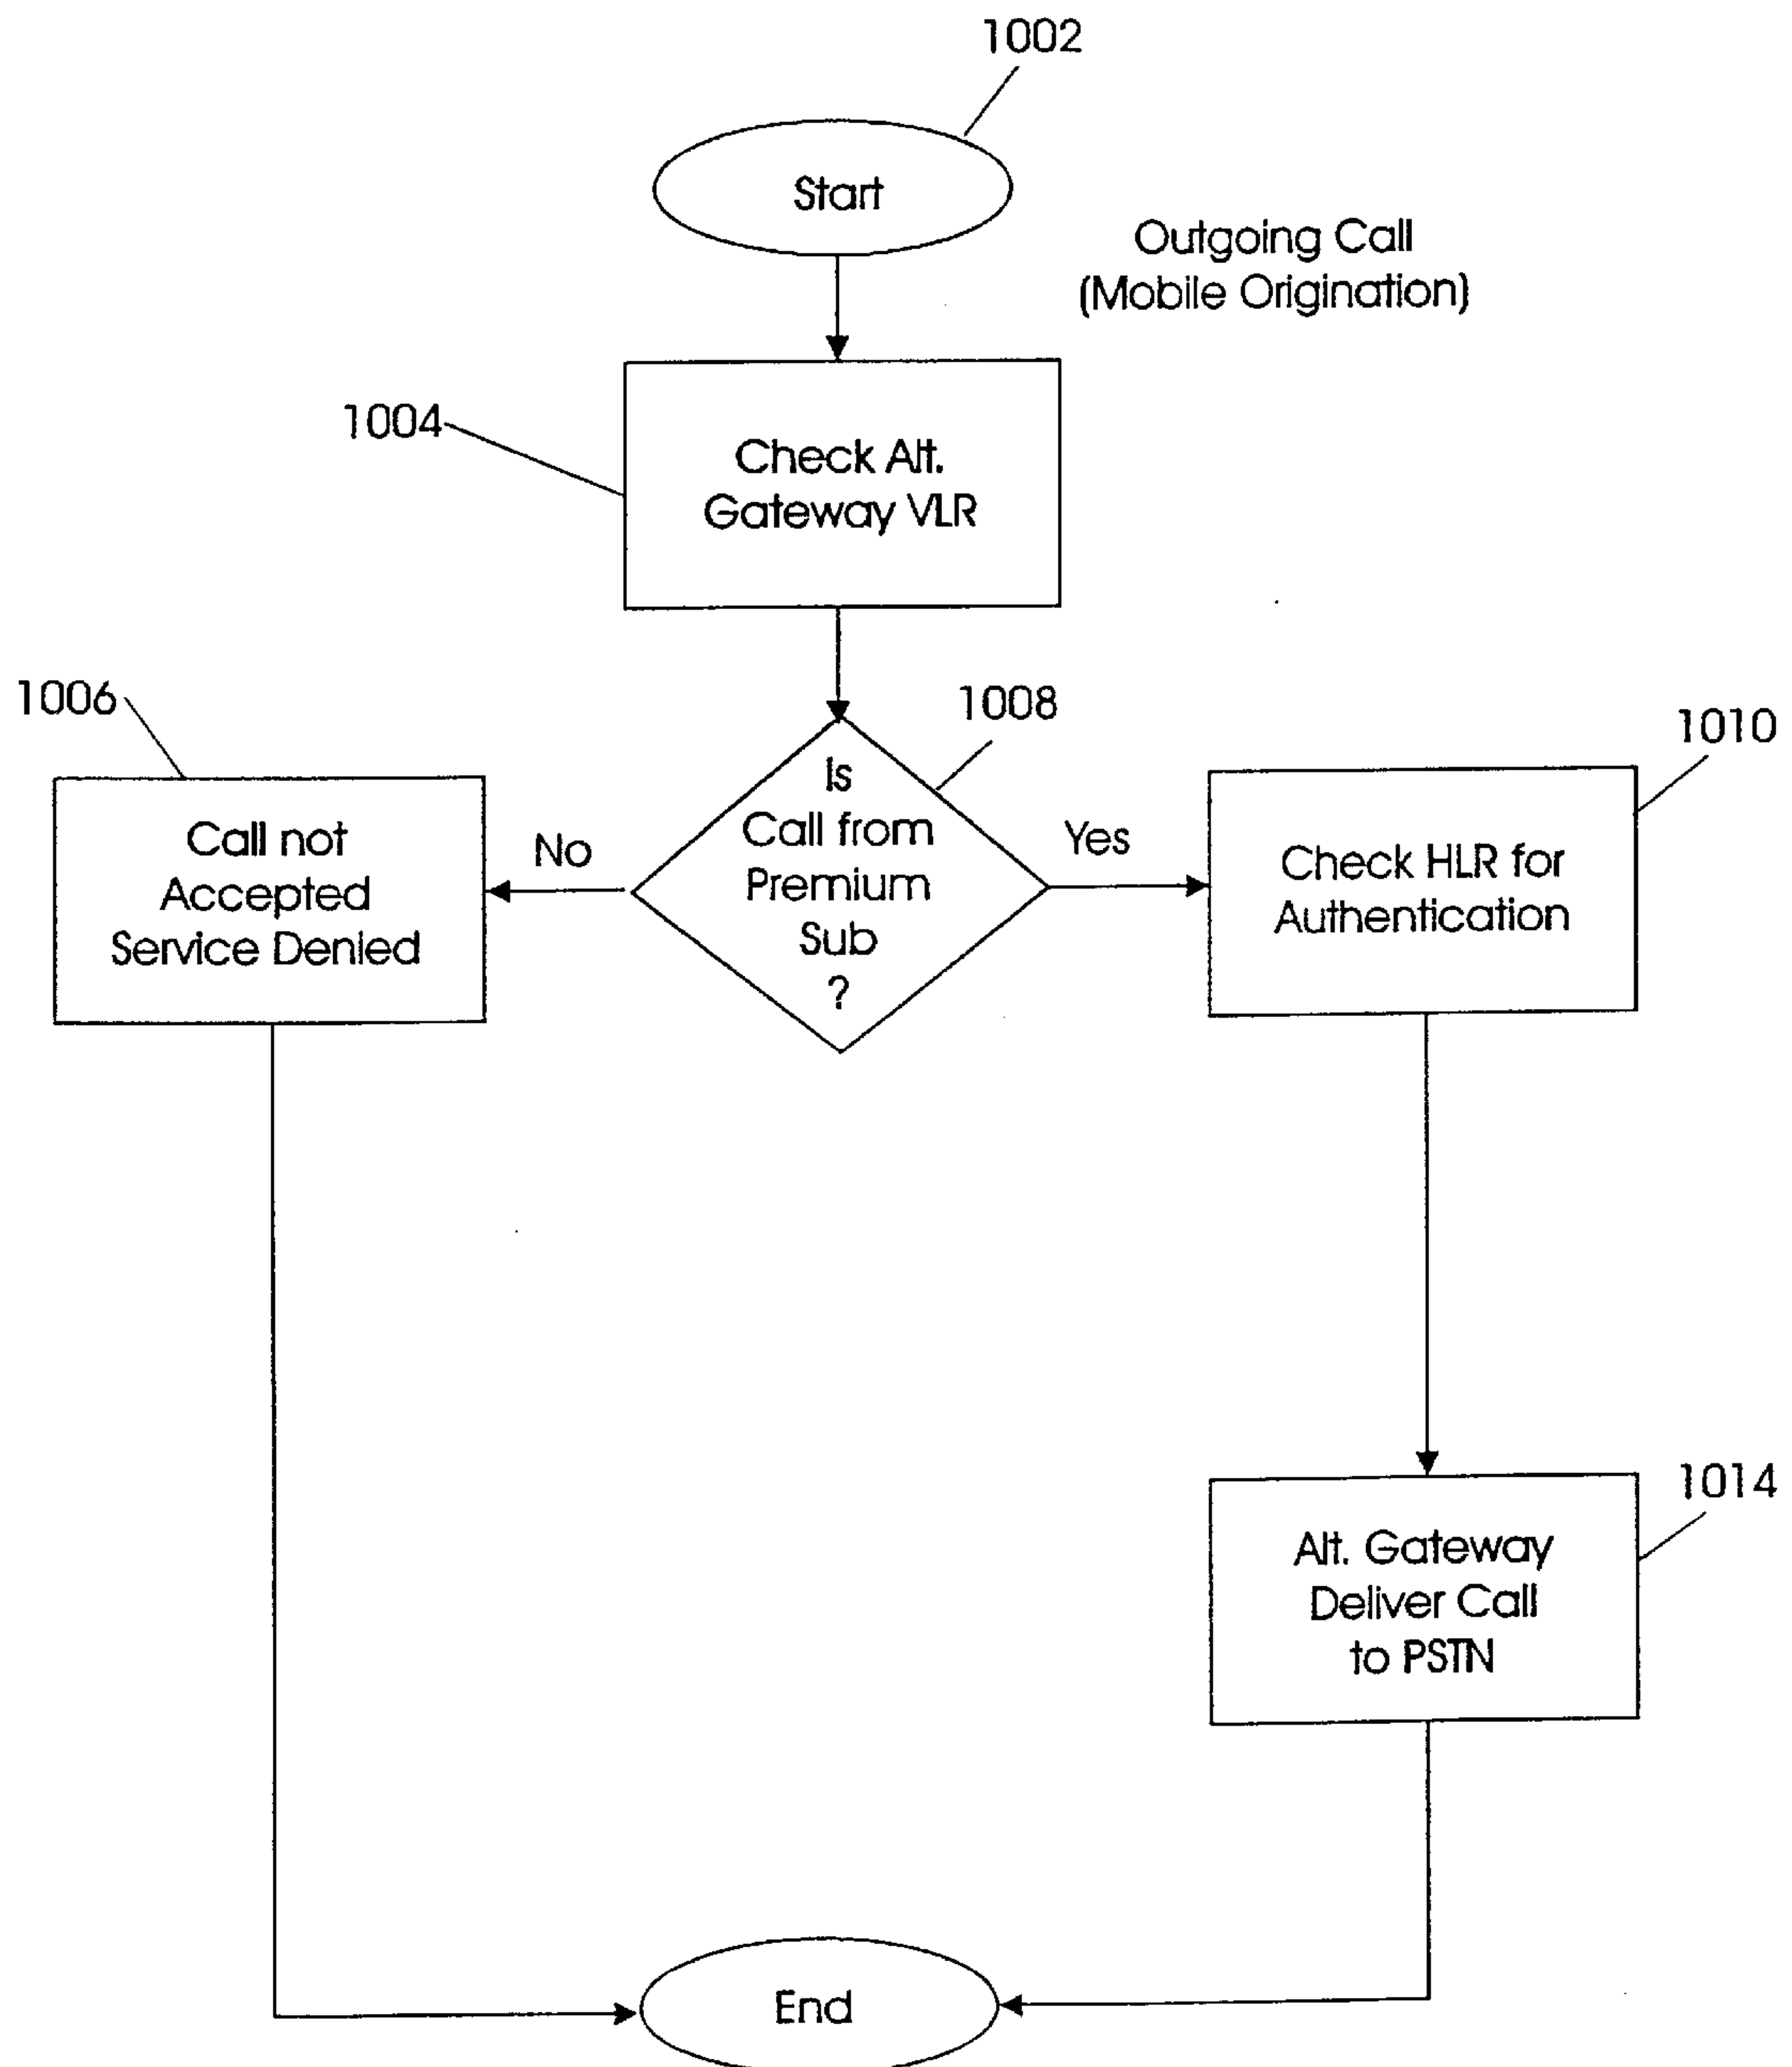 1002
Start
Outgoing Call
(Mobile Origination)
1004
Check Alt.
Gateway VLR
1006
1008
1010
Call not
Accepted
Service Denied
No
Is
Call from
Premium
Sub
?
Yes
Check HLR for
Authentication
1014
Alt. Gateway
Deliver Call
to PSTN
End